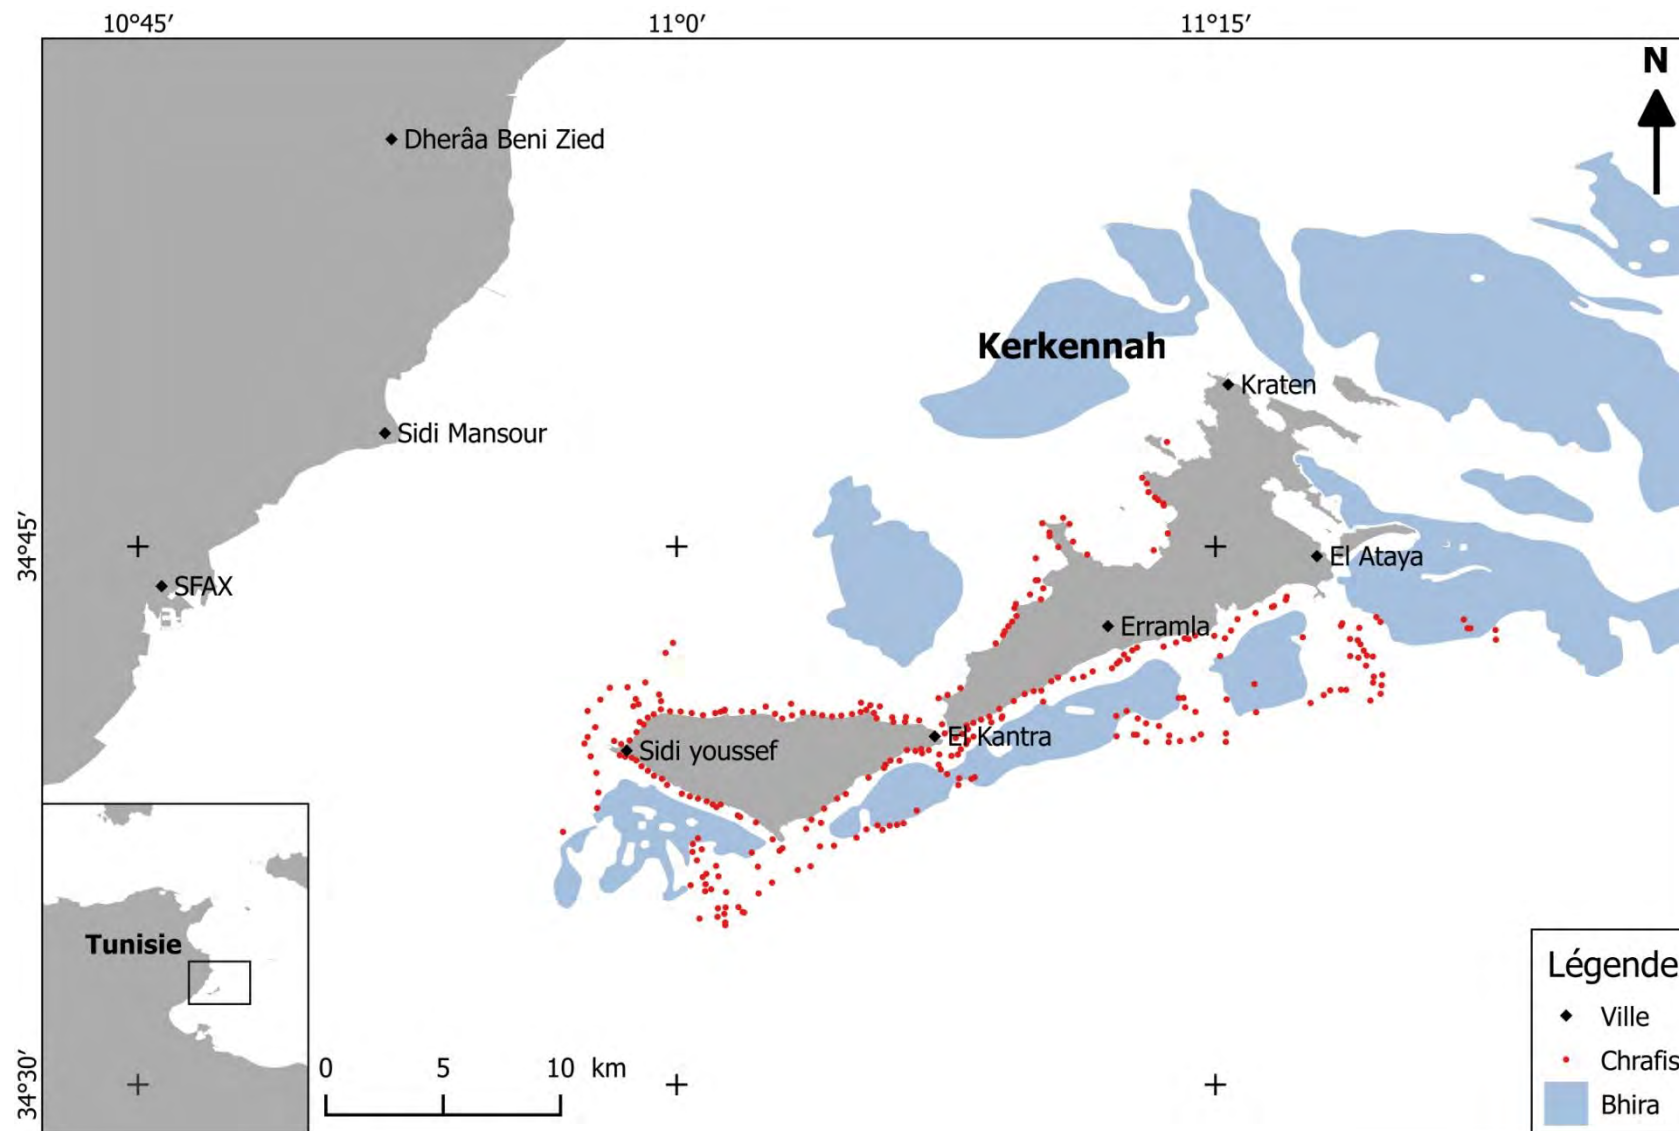 10°45′ 11°0′ 11°15′
N
Dherâa Beni Zied
Kerkennah
Kraten
Sidi Mansour
34°45′
El Ataya
SFAX
Erramla
El Kantra
Sidi youssef
Tunisie
Légende
Ville
Chrafis
Bhira
34°30′
0 5 10 km